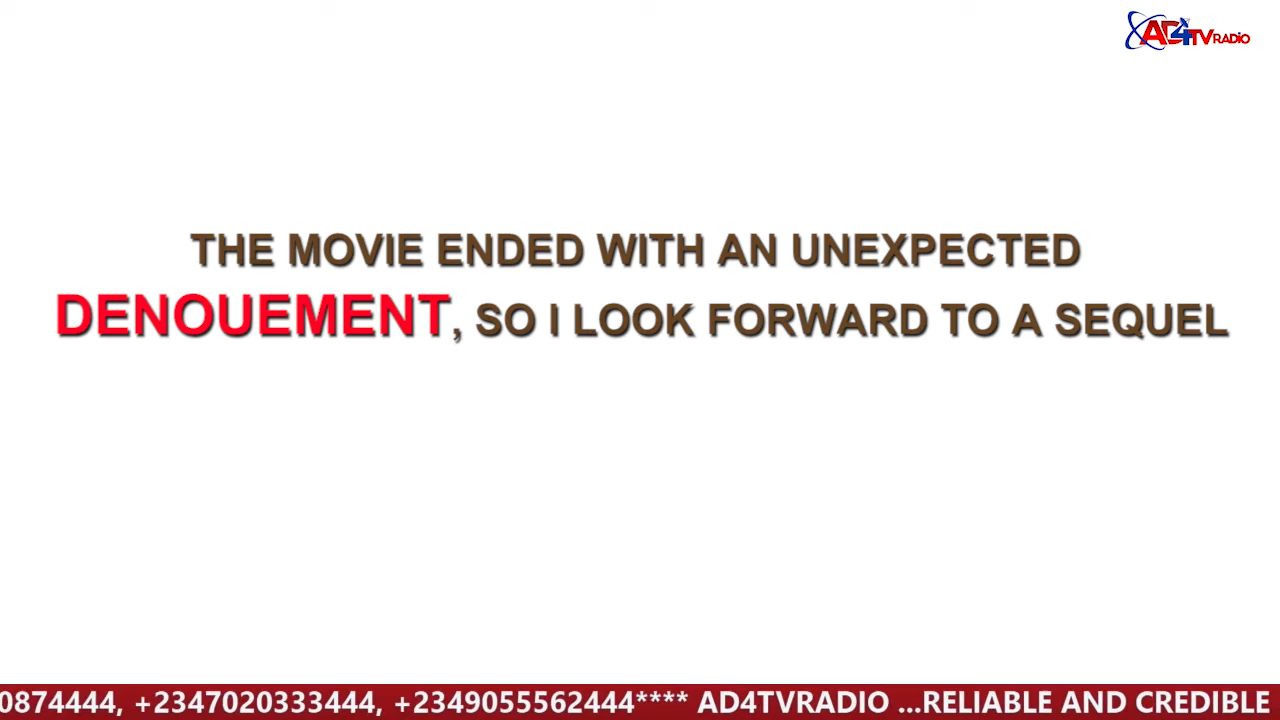 AD4TVRADIO
THE MOVIE ENDED WITH AN UNEXPECTED
DENOUEMENT, SO I LOOK FORWARD TO A SEQUEL
0874444, +2347020333444, +2349055562444**** AD4TVRADIO ...RELIABLE AND CREDIBLE